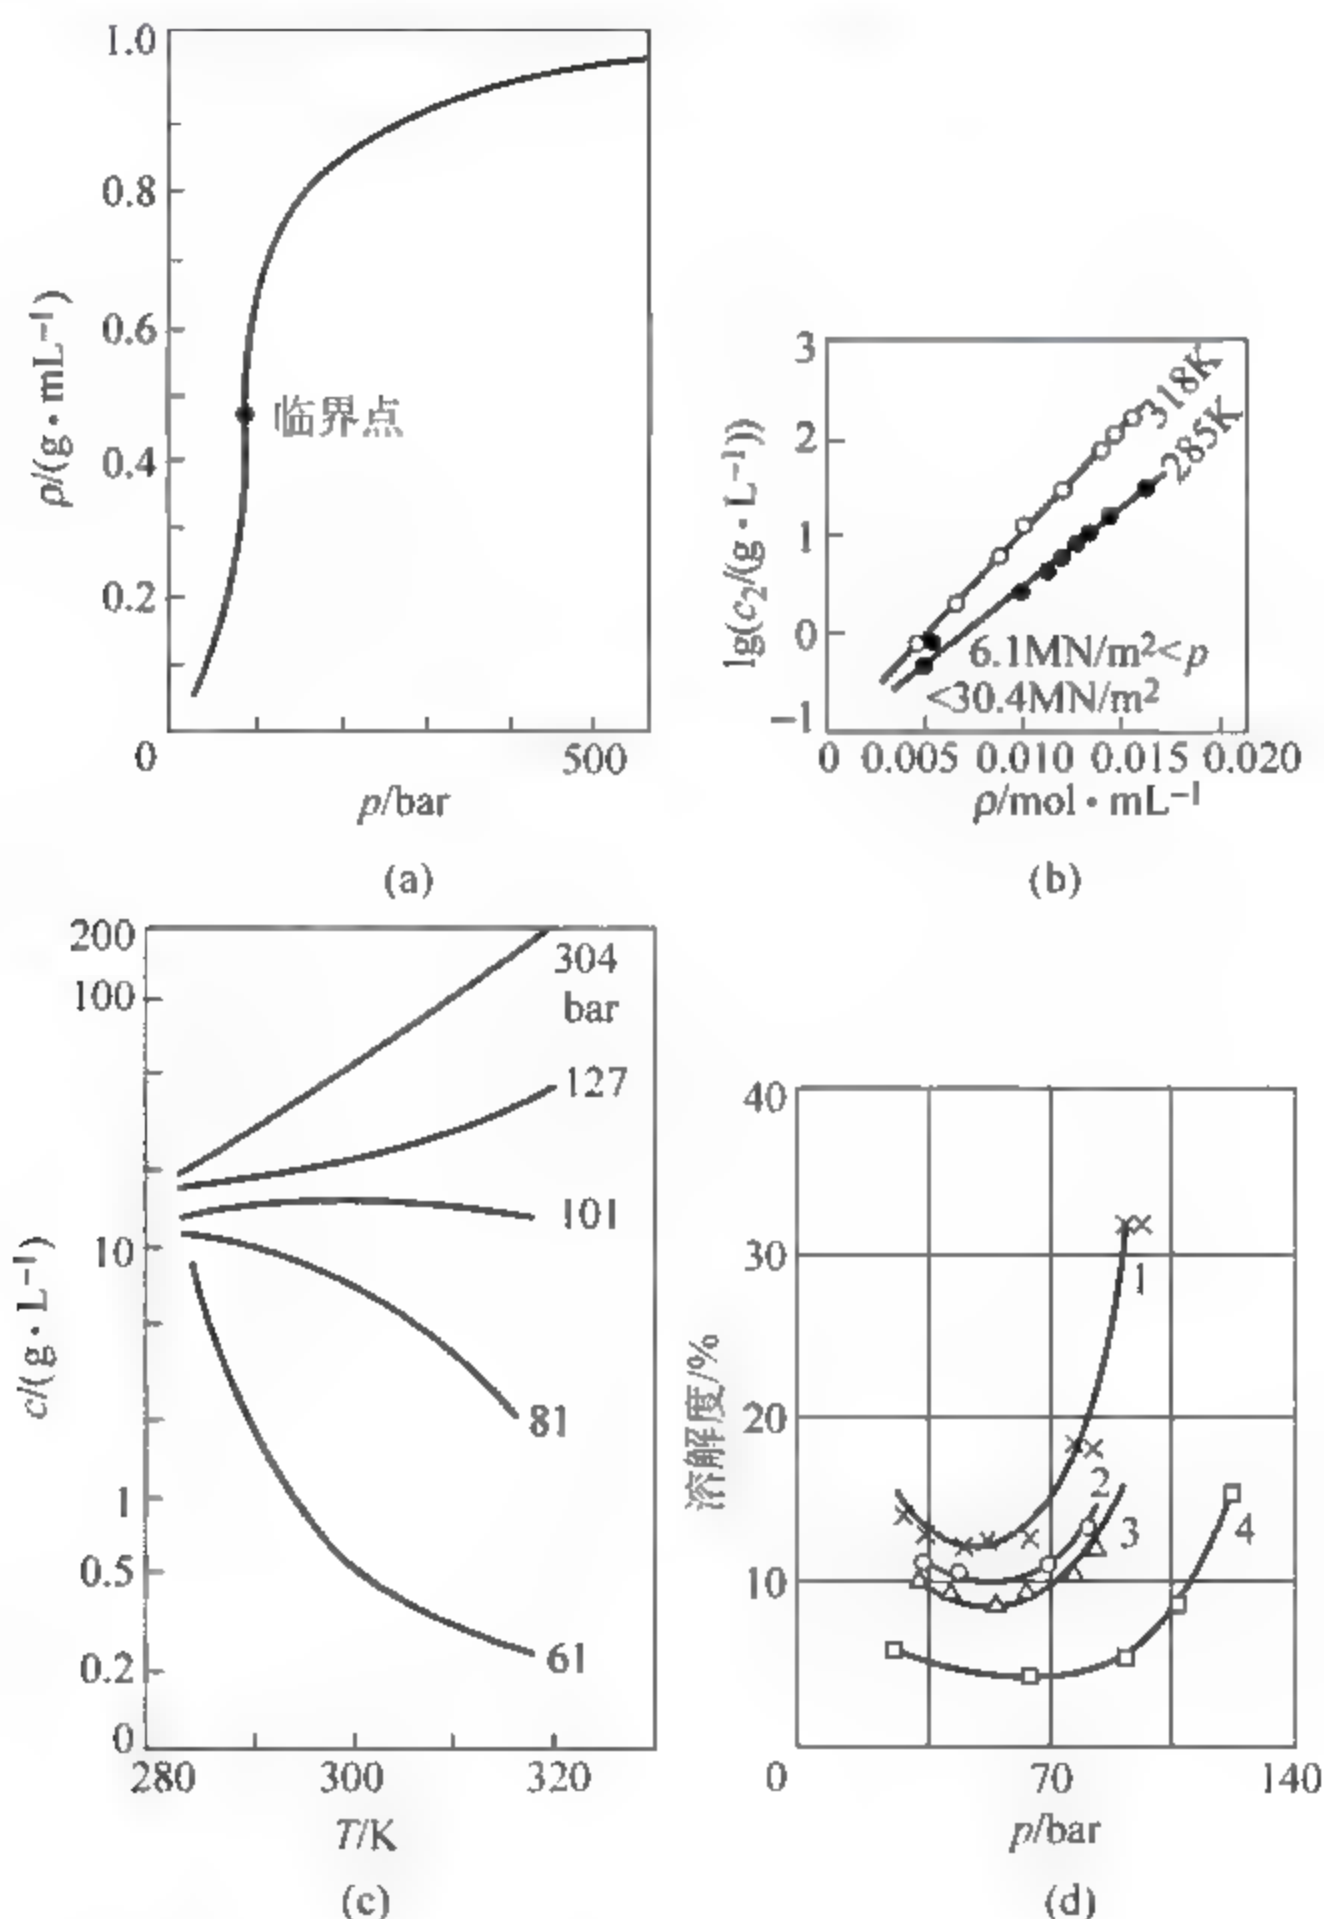 1.0
0.8
0.6
0.4
0.2
0
500
ρ/(g·mL⁻¹)
临界点
p/bar
(a)
3
2
1
0
−1
lg(c₂/(g·L⁻¹))
318K
285K
6.1MN/m²<p
<30.4MN/m²
0 0.005 0.010 0.015 0.020
ρ/mol·mL⁻¹
(b)
200
100
10
1
0.5
0.2
0
c/(g·L⁻¹)
304
bar
127
101
81
61
280 300 320
T/K
(c)
40
30
20
10
溶解度/%
1
2
3
4
0 70 140
p/bar
(d)